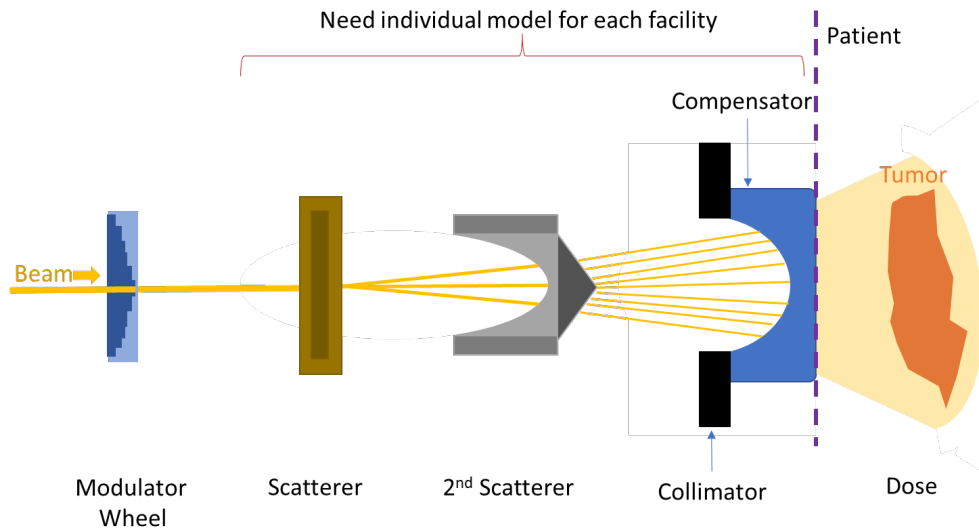 Need individual model for each facility
Patient
Compensator
Tumor
Beam
Modulator
Wheel
Scatterer
2nd Scatterer
Collimator
Dose